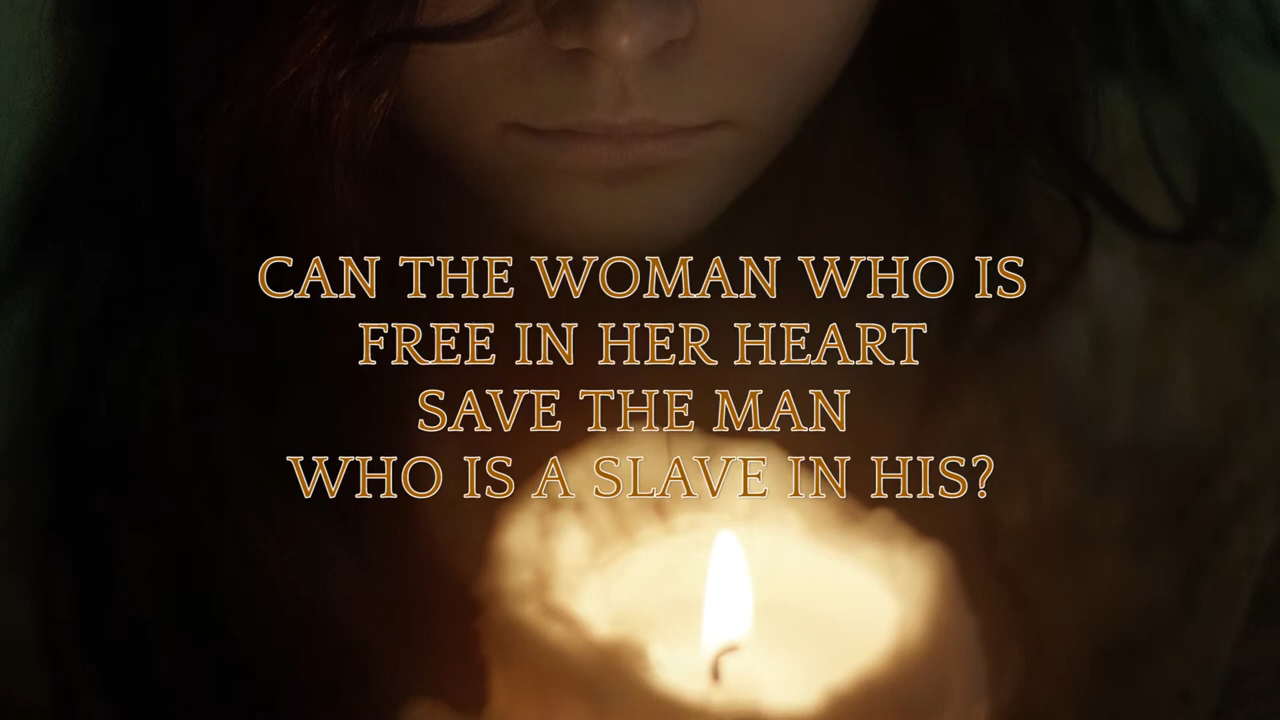 CAN THE WOMAN WHO IS
FREE IN HER HEART
SAVE THE MAN
WHO IS A SLAVE IN HIS?